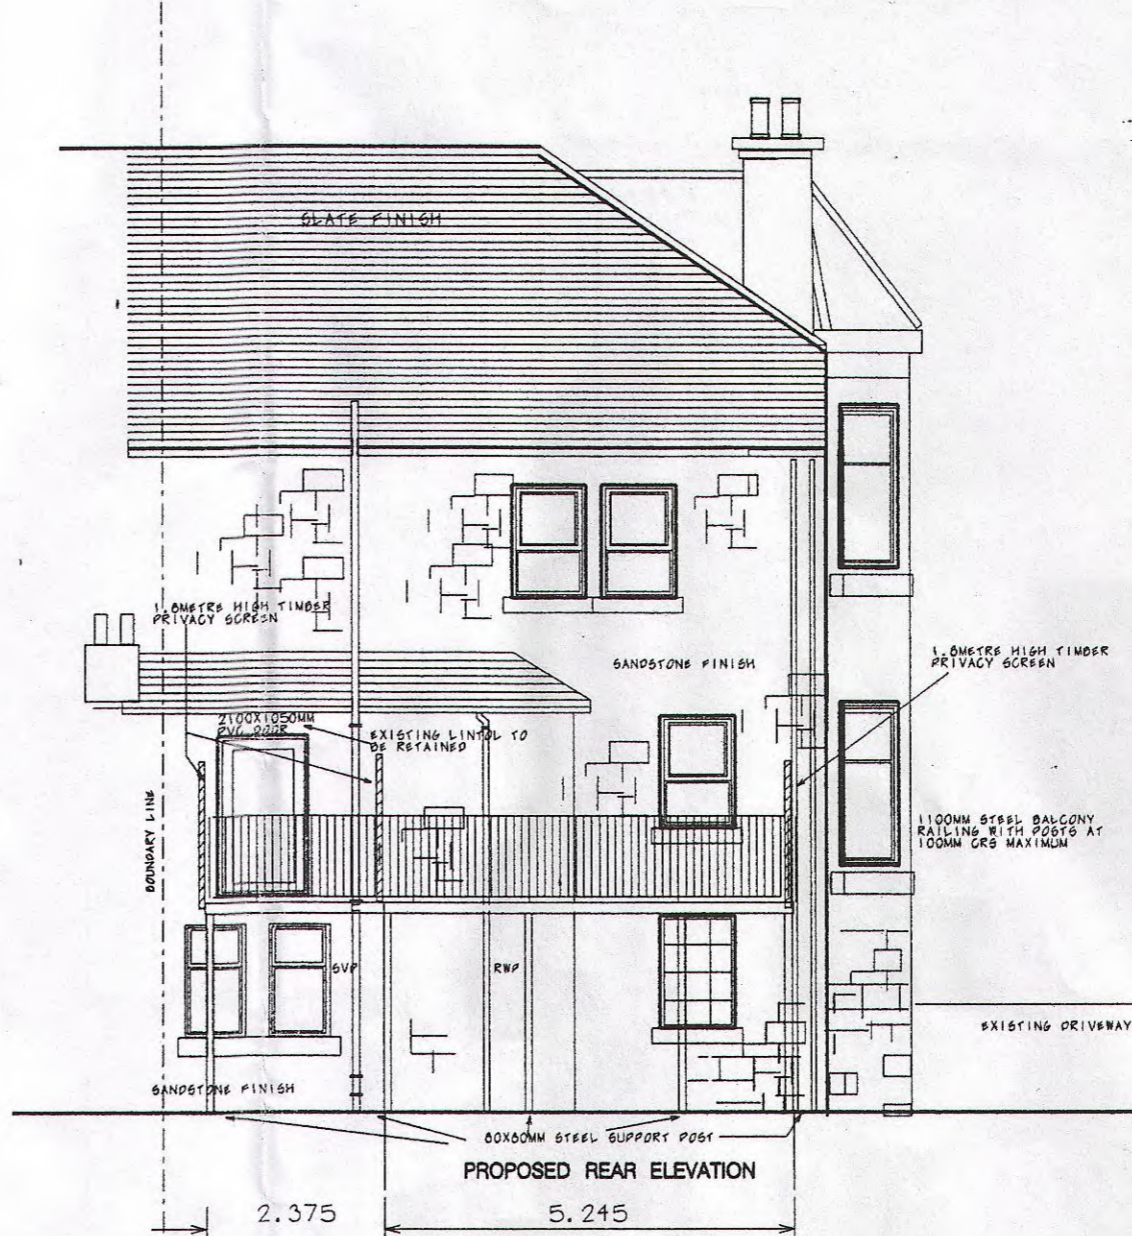 SLATE FINISH
1.8METRE HIGH TIMBER
PRIVACY SCREEN
SANDSTONE FINISH
1.8METRE HIGH TIMBER
PRIVACY SCREEN
2100X1050MM
PVC DOOR
EXISTING LINTOL TO
BE RETAINED
BOUNDARY LINE
1100MM STEEL BALCONY
RAILING WITH POSTS AT
100MM CRS MAXIMUM
SVP
RWP
EXISTING DRIVEWAY
SANDSTONE FINISH
80X80MM STEEL SUPPORT POST
PROPOSED REAR ELEVATION
2.375
5.245